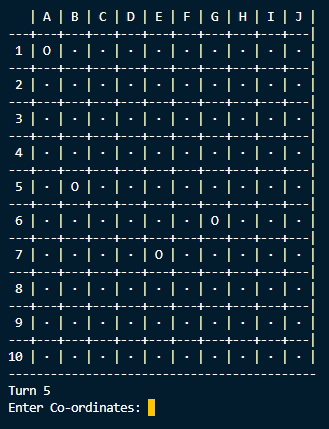 | A | B | C | D | E | F | G | H | I | J |
---+---+---+---+---+---+---+---+---+---+---|
 1 | O | · | · | · | · | · | · | · | · | · |
---+---+---+---+---+---+---+---+---+---+---|
 2 | · | · | · | · | · | · | · | · | · | · |
---+---+---+---+---+---+---+---+---+---+---|
 3 | · | · | · | · | · | · | · | · | · | · |
---+---+---+---+---+---+---+---+---+---+---|
 4 | · | · | · | · | · | · | · | · | · | · |
---+---+---+---+---+---+---+---+---+---+---|
 5 | · | O | · | · | · | · | · | · | · | · |
---+---+---+---+---+---+---+---+---+---+---|
 6 | · | · | · | · | · | · | O | · | · | · |
---+---+---+---+---+---+---+---+---+---+---|
 7 | · | · | · | · | O | · | · | · | · | · |
---+---+---+---+---+---+---+---+---+---+---|
 8 | · | · | · | · | · | · | · | · | · | · |
---+---+---+---+---+---+---+---+---+---+---|
 9 | · | · | · | · | · | · | · | · | · | · |
---+---+---+---+---+---+---+---+---+---+---|
10 | · | · | · | · | · | · | · | · | · | · |
--------------------------------------------
Turn 5
Enter Co-ordinates: